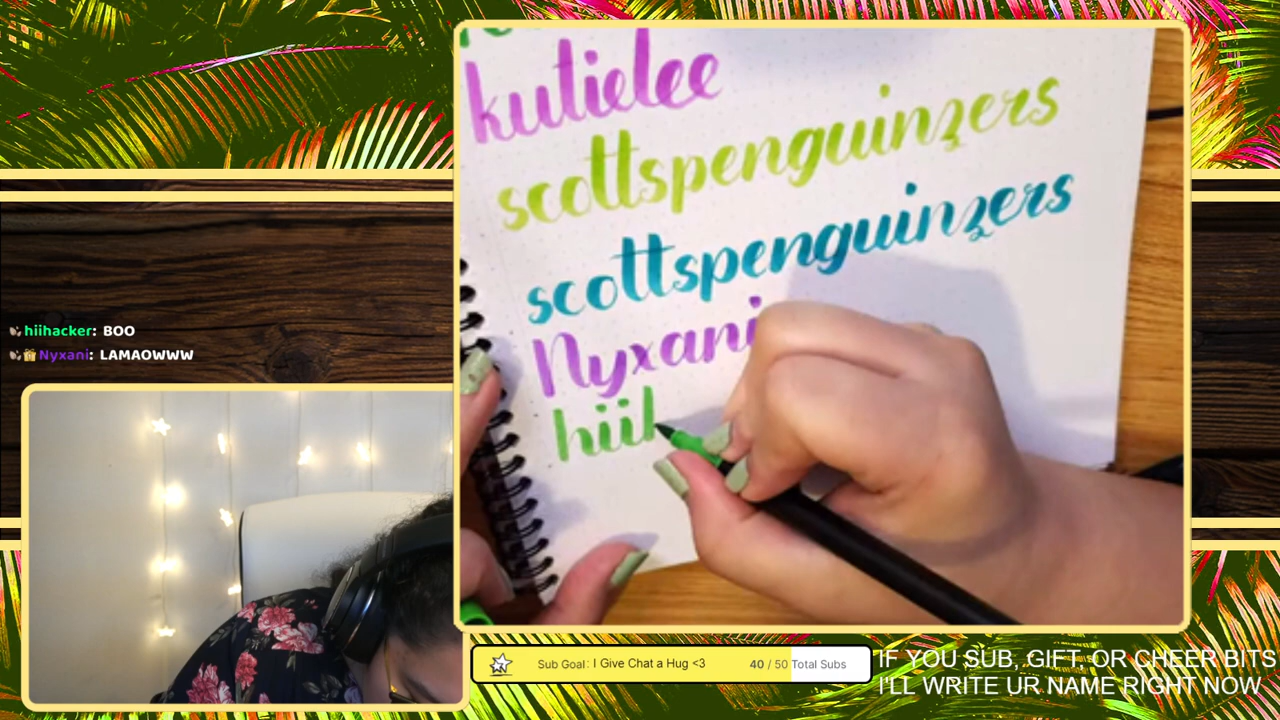 kutielee
scottspenguinzers
scottspenguinzers
Nyxani
hiih
hiihacker: BOO
Nyxani: LAMAOWWW
Sub Goal: I Give Chat a Hug <3 40 / 50 Total Subs
IF YOU SUB, GIFT, OR CHEER BITS
I'LL WRITE UR NAME RIGHT NOW